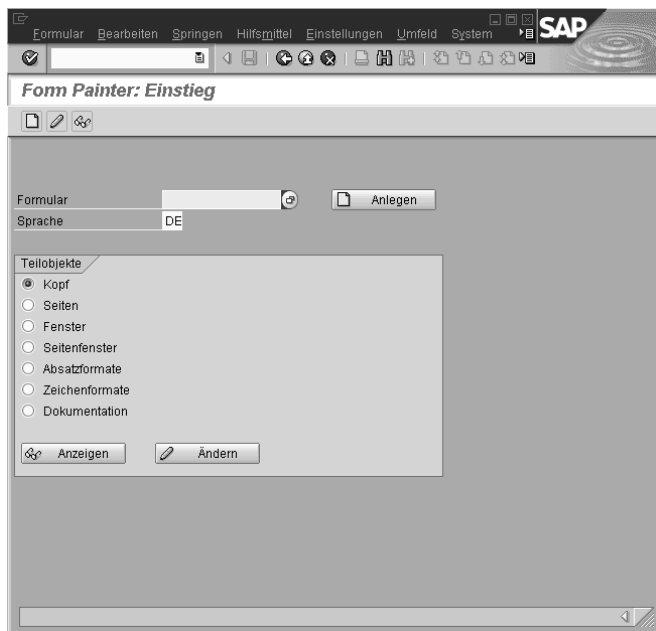 Formular Bearbeiten Springen Hilfsmittel Einstellungen Umfeld System
SAP
Form Painter: Einstieg
Formular
Anlegen
Sprache DE
Teilobjekte
Kopf
Seiten
Fenster
Seitenfenster
Absatzformate
Zeichenformate
Dokumentation
Anzeigen Ändern